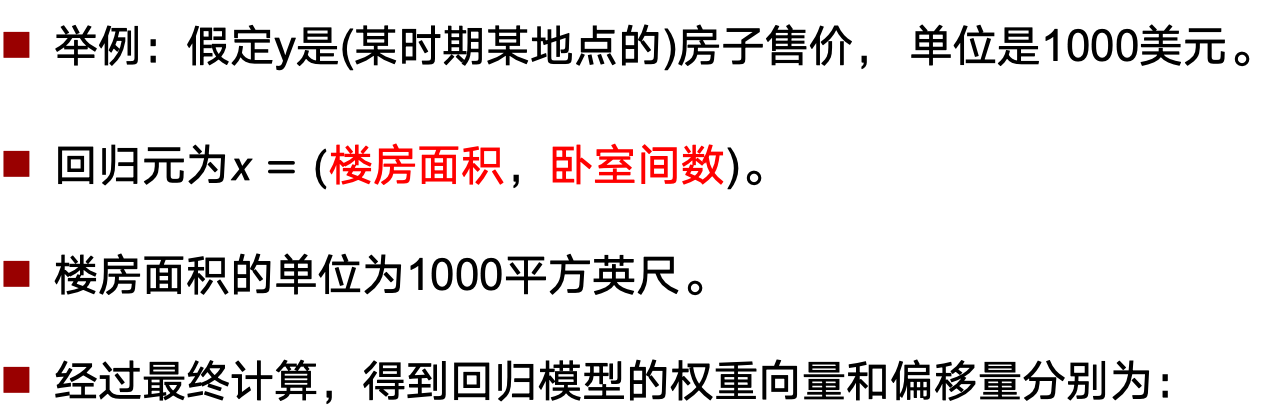 ■ 举例：假定y是(某时期某地点的)房子售价， 单位是1000美元。
■ 回归元为x = (楼房面积，卧室间数)。
■ 楼房面积的单位为1000平方英尺。
■ 经过最终计算，得到回归模型的权重向量和偏移量分别为：